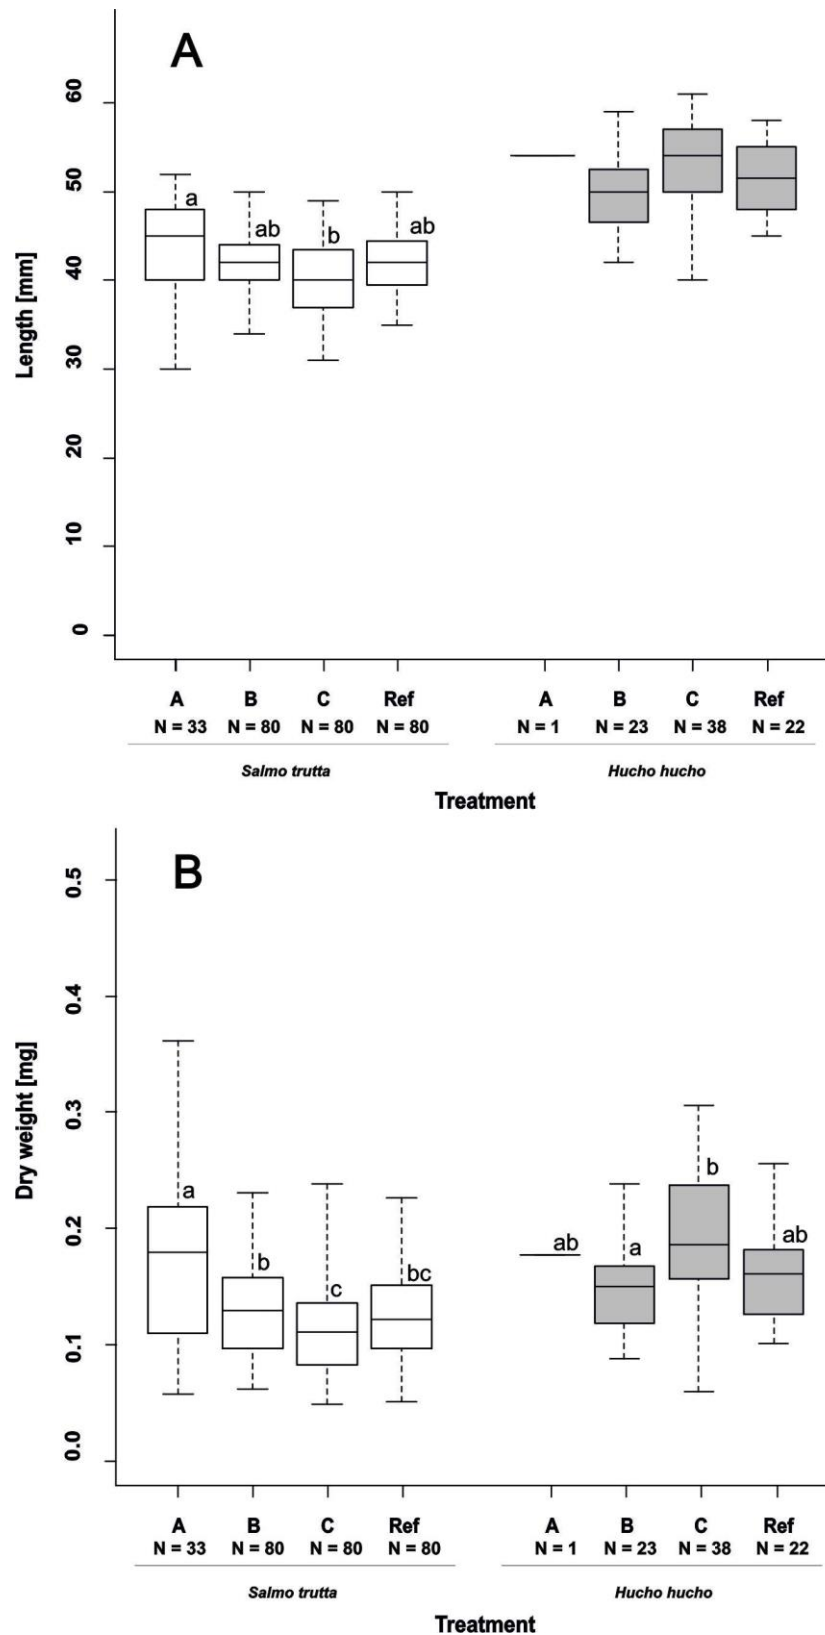 A
Length [mm]
60
50
40
30
20
10
0
a
ab
b
ab
A B C Ref A B C Ref
N = 33 N = 80 N = 80 N = 80 N = 1 N = 23 N = 38 N = 22
Salmo trutta Hucho hucho
Treatment
B
Dry weight [mg]
0.5
0.4
0.3
0.2
0.1
0.0
a
b
c
bc
ab
a
b
ab
A B C Ref A B C Ref
N = 33 N = 80 N = 80 N = 80 N = 1 N = 23 N = 38 N = 22
Salmo trutta Hucho hucho
Treatment